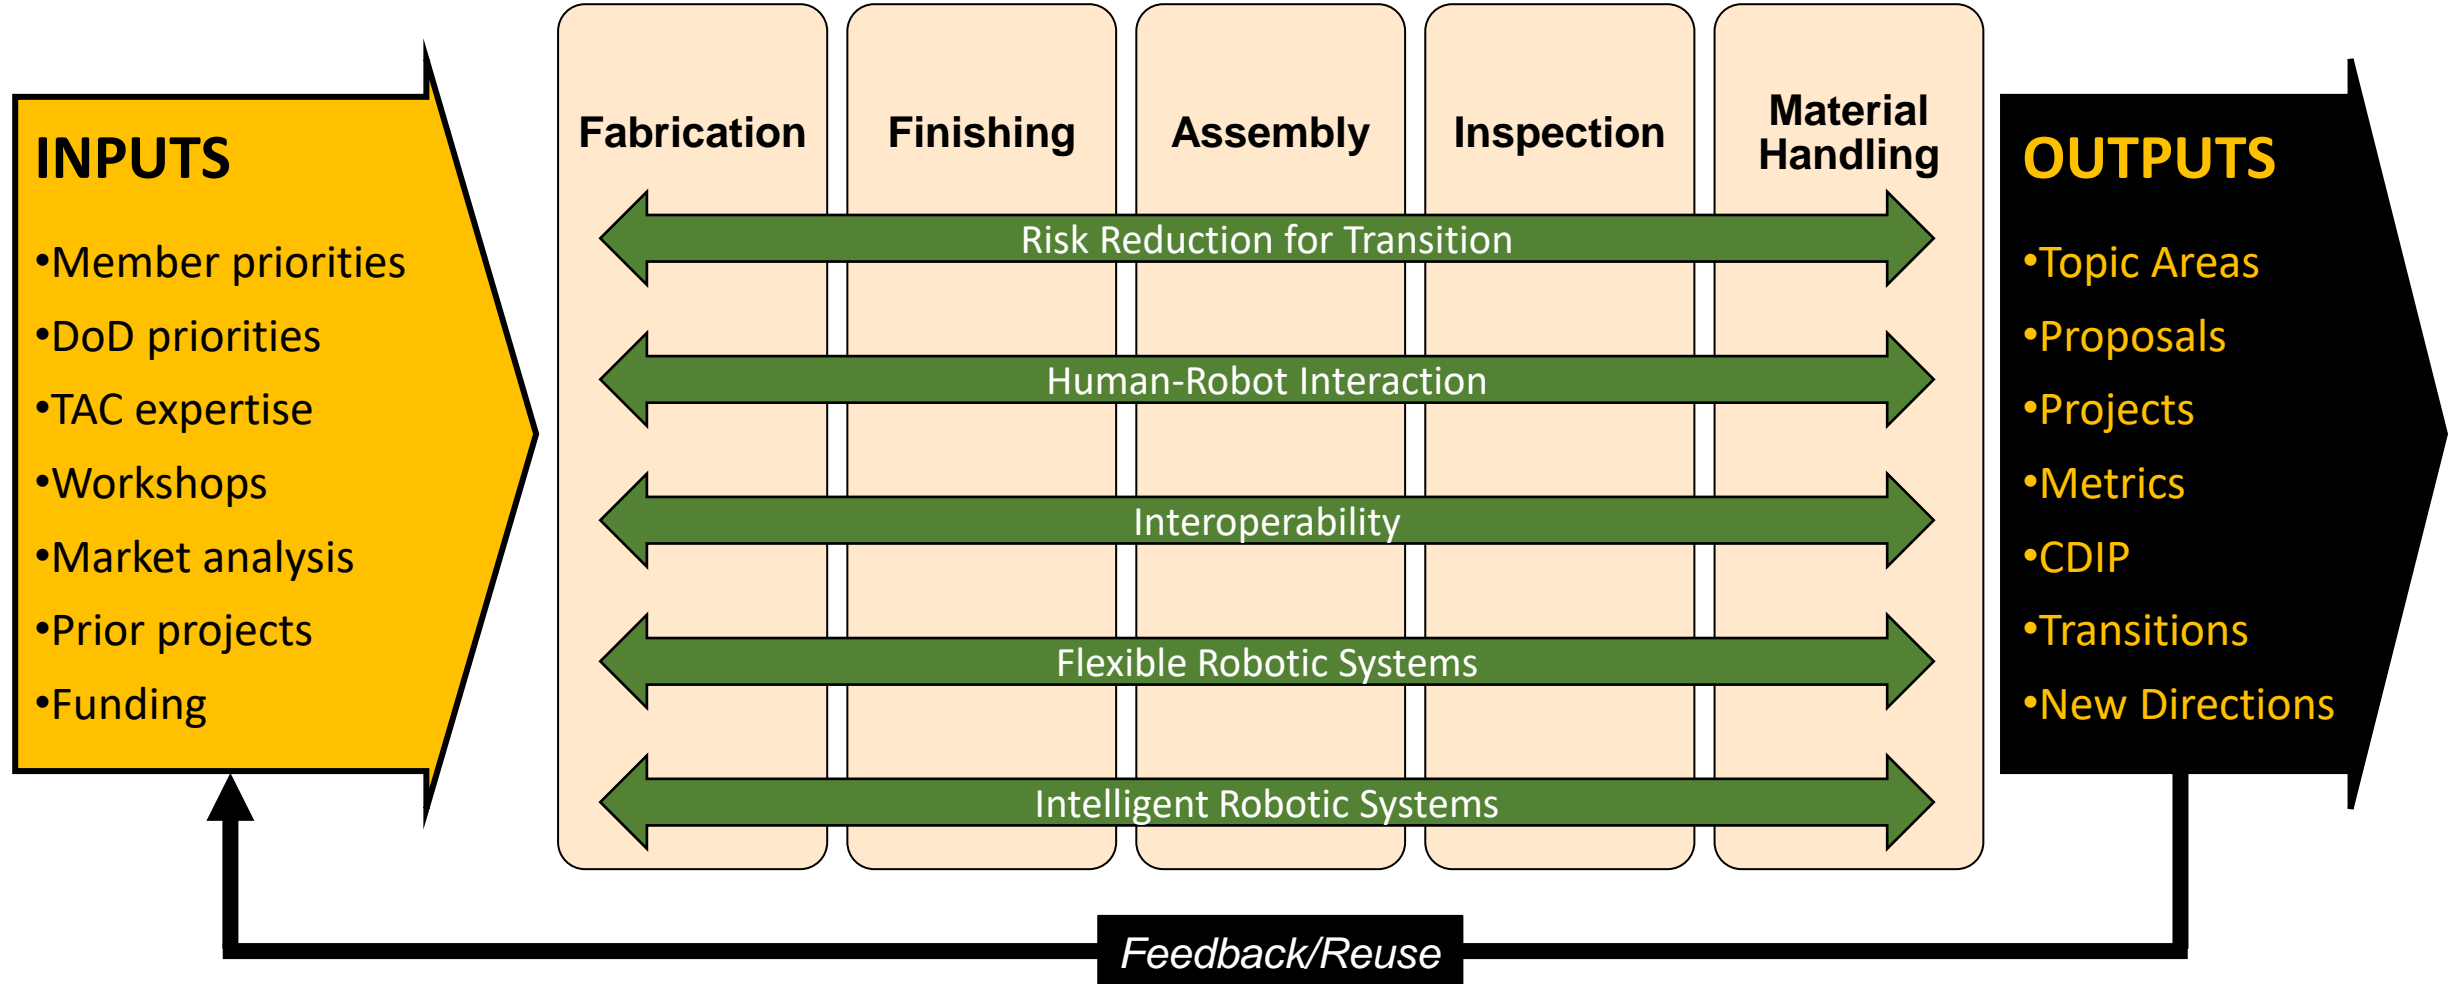 INPUTS
•Member priorities
•DoD priorities
•TAC expertise
•Workshops
•Market analysis
•Prior projects
•Funding
Fabrication
Finishing
Assembly
Inspection
Material
Handling
Risk Reduction for Transition
Human-Robot Interaction
Interoperability
Flexible Robotic Systems
Intelligent Robotic Systems
OUTPUTS
•Topic Areas
•Proposals
•Projects
•Metrics
•CDIP
•Transitions
•New Directions
Feedback/Reuse